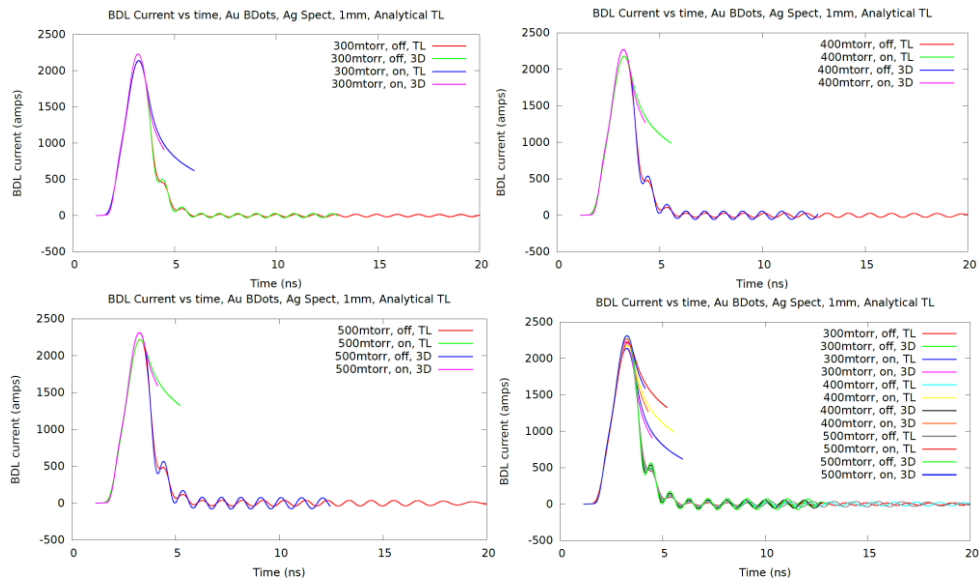 BDL Current vs time, Au BDots, Ag Spect, 1mm, Analytical TL
BDL current (amps)
2500
2000
1500
1000
500
0
-500
300mtorr, off, TL
300mtorr, off, 3D
300mtorr, on, TL
300mtorr, on, 3D
0 5 10 15 20
Time (ns)
BDL Current vs time, Au BDots, Ag Spect, 1mm, Analytical TL
BDL current (amps)
2500
2000
1500
1000
500
0
-500
400mtorr, off, TL
400mtorr, on, TL
400mtorr, off, 3D
400mtorr, on, 3D
0 5 10 15 20
Time (ns)
BDL Current vs time, Au BDots, Ag Spect, 1mm, Analytical TL
BDL current (amps)
2500
2000
1500
1000
500
0
-500
500mtorr, off, TL
500mtorr, on, TL
500mtorr, off, 3D
500mtorr, on, 3D
0 5 10 15 20
Time (ns)
BDL Current vs time, Au BDots, Ag Spect, 1mm, Analytical TL
BDL current (amps)
2500
2000
1500
1000
500
0
-500
300mtorr, off, TL
300mtorr, off, 3D
300mtorr, on, TL
300mtorr, on, 3D
400mtorr, off, TL
400mtorr, on, TL
400mtorr, off, 3D
400mtorr, on, 3D
500mtorr, off, TL
500mtorr, on, TL
500mtorr, off, 3D
500mtorr, on, 3D
0 5 10 15 20
Time (ns)